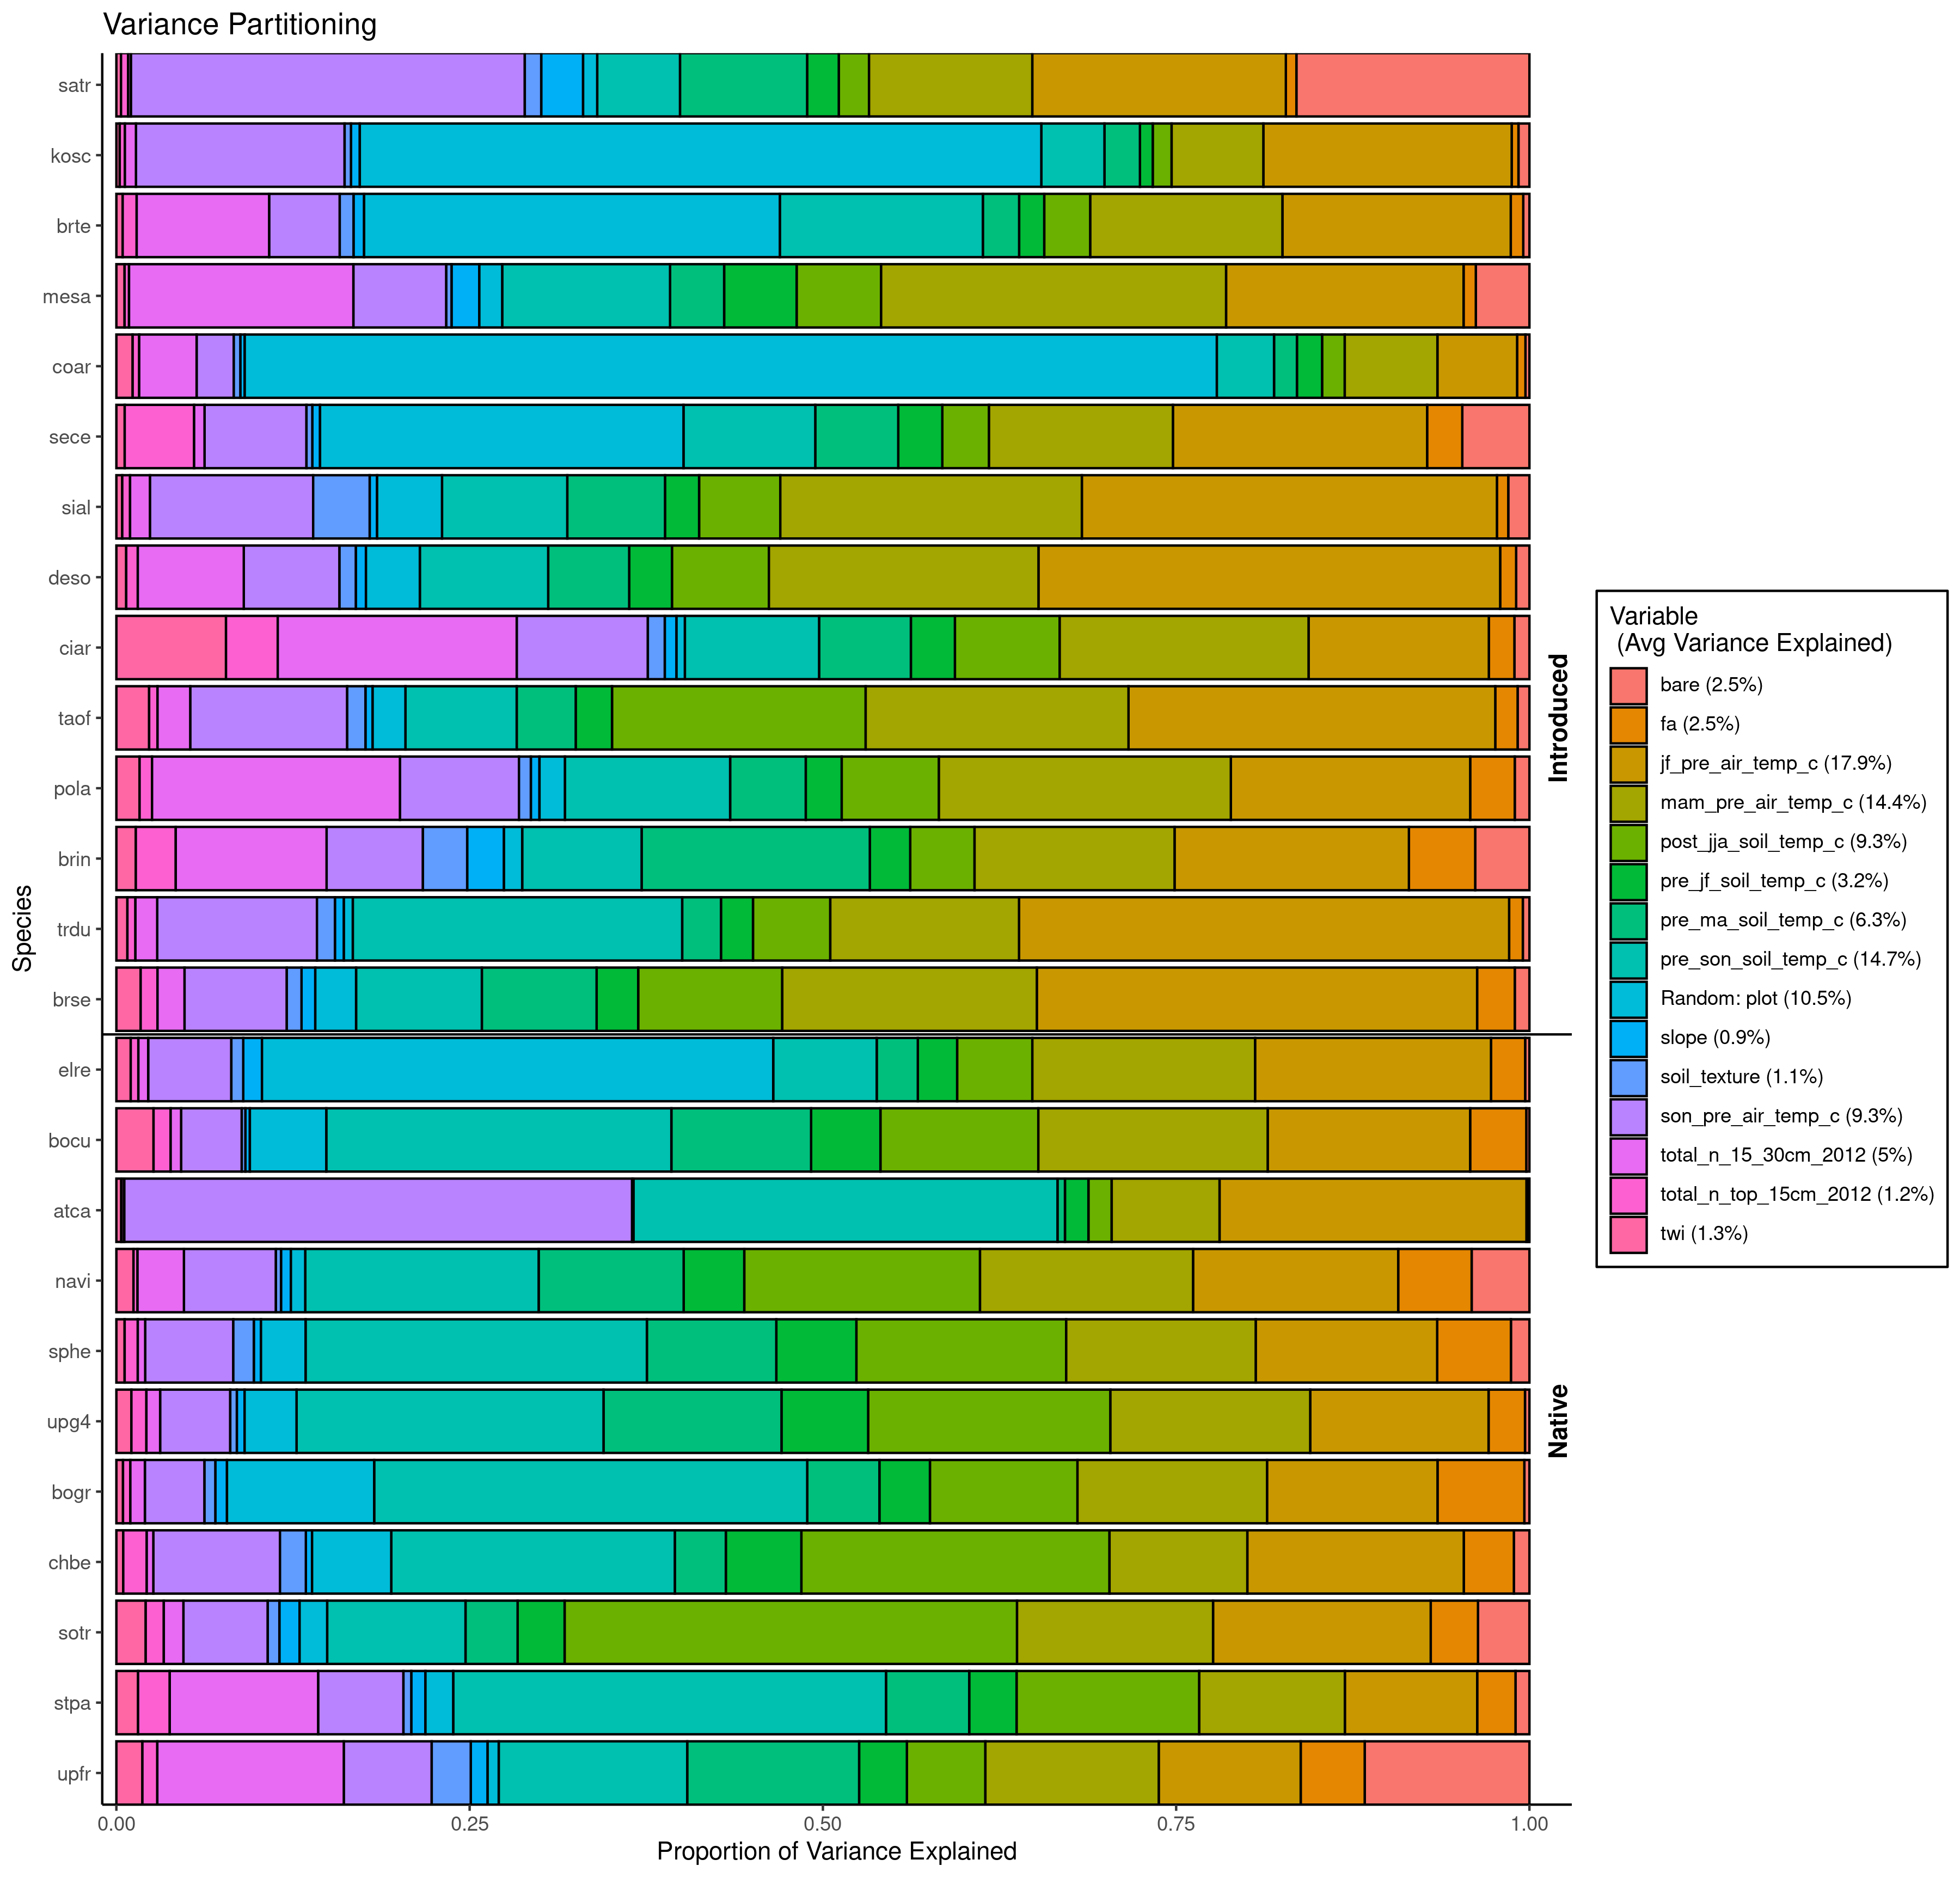 Variance Partitioning
satr
kosc
brte
mesa
coar
sece
sial
deso
ciar
taof
pola
brin
trdu
brse
elre
bocu
atca
navi
sphe
upg4
bogr
chbe
sotr
stpa
upfr
Species
Introduced
Native
0.00
0.25
0.50
0.75
1.00
Proportion of Variance Explained
Variable
(Avg Variance Explained)
bare (2.5%)
fa (2.5%)
jf_pre_air_temp_c (17.9%)
mam_pre_air_temp_c (14.4%)
post_jja_soil_temp_c (9.3%)
pre_jf_soil_temp_c (3.2%)
pre_ma_soil_temp_c (6.3%)
pre_son_soil_temp_c (14.7%)
Random: plot (10.5%)
slope (0.9%)
soil_texture (1.1%)
son_pre_air_temp_c (9.3%)
total_n_15_30cm_2012 (5%)
total_n_top_15cm_2012 (1.2%)
twi (1.3%)